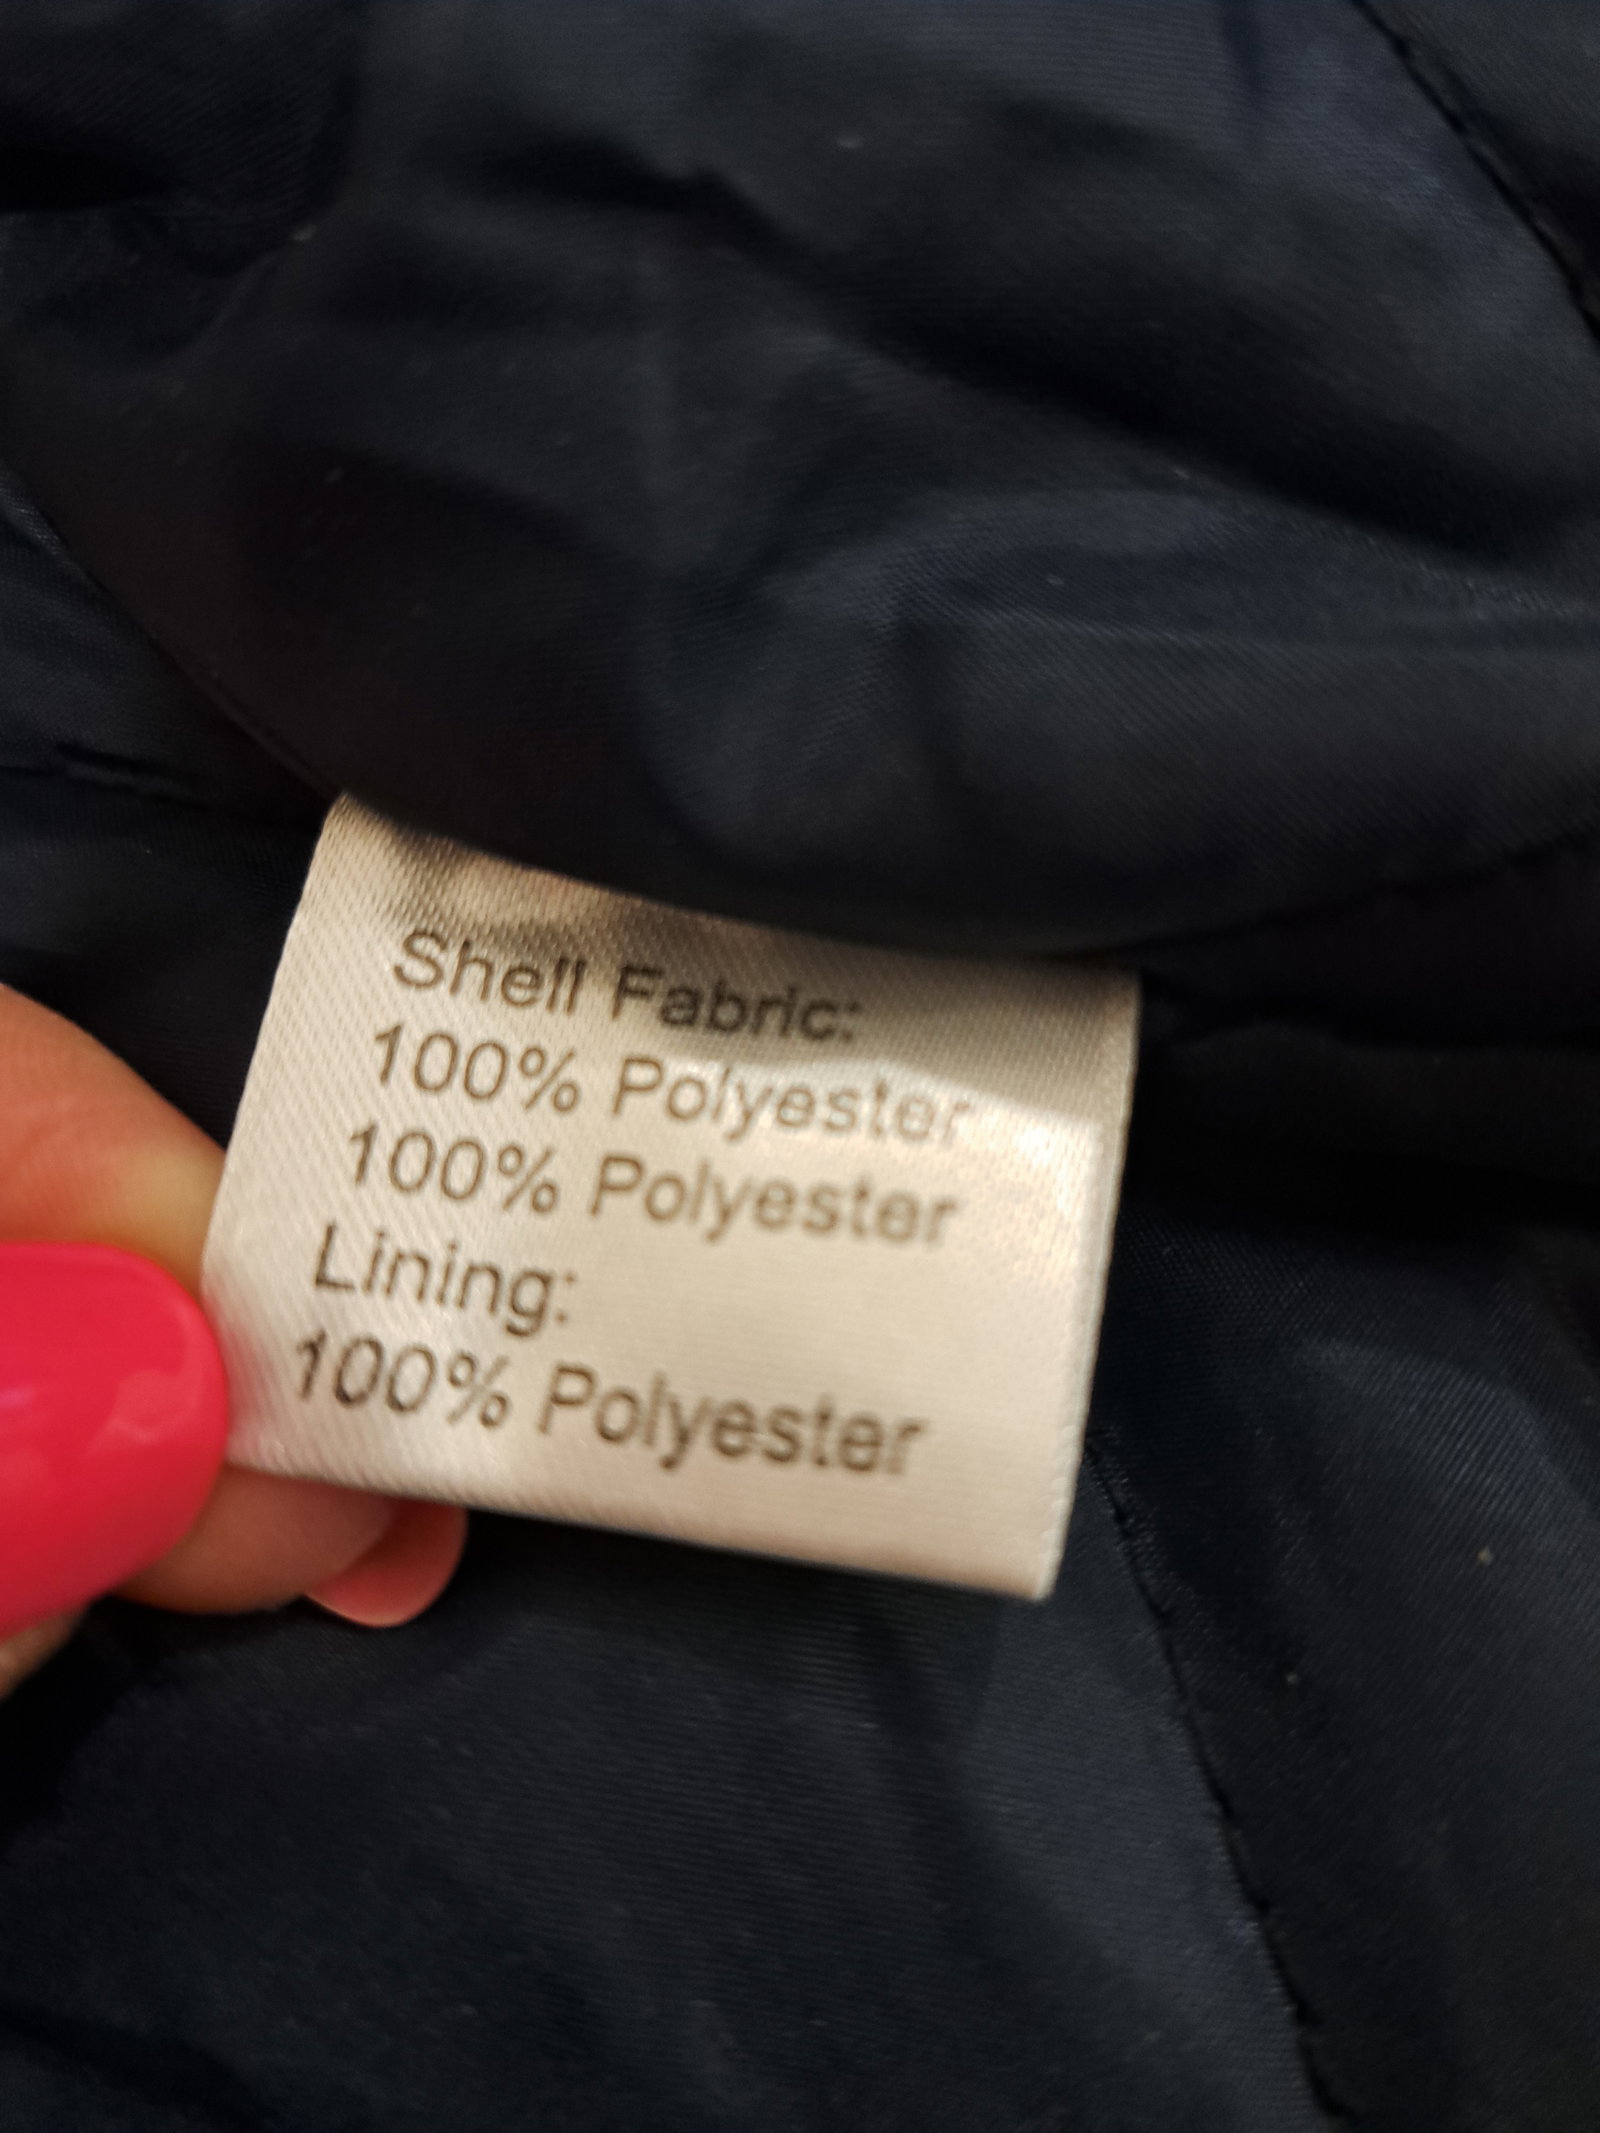 Shell Fabric:
100% Polyester
100% Polyester
Lining:
100% Polyester